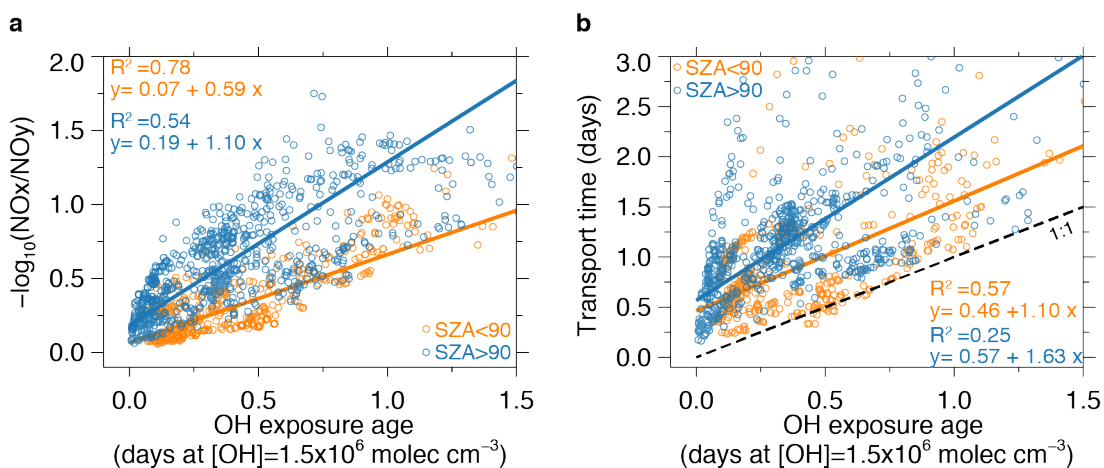 a
R² =0.78
y= 0.07 + 0.59 x
R² =0.54
y= 0.19 + 1.10 x
−log₁₀(NOx/NOy)
2.0
1.5
1.0
0.5
0.0
SZA<90
SZA>90
0.0 0.5 1.0 1.5
OH exposure age
(days at [OH]=1.5x10⁶ molec cm⁻³)
b
SZA<90
SZA>90
Transport time (days)
3.0
2.5
2.0
1.5
1.0
0.5
0.0
1:1
R² =0.57
y= 0.46 +1.10 x
R² =0.25
y= 0.57 + 1.63 x
0.0 0.5 1.0 1.5
OH exposure age
(days at [OH]=1.5x10⁶ molec cm⁻³)